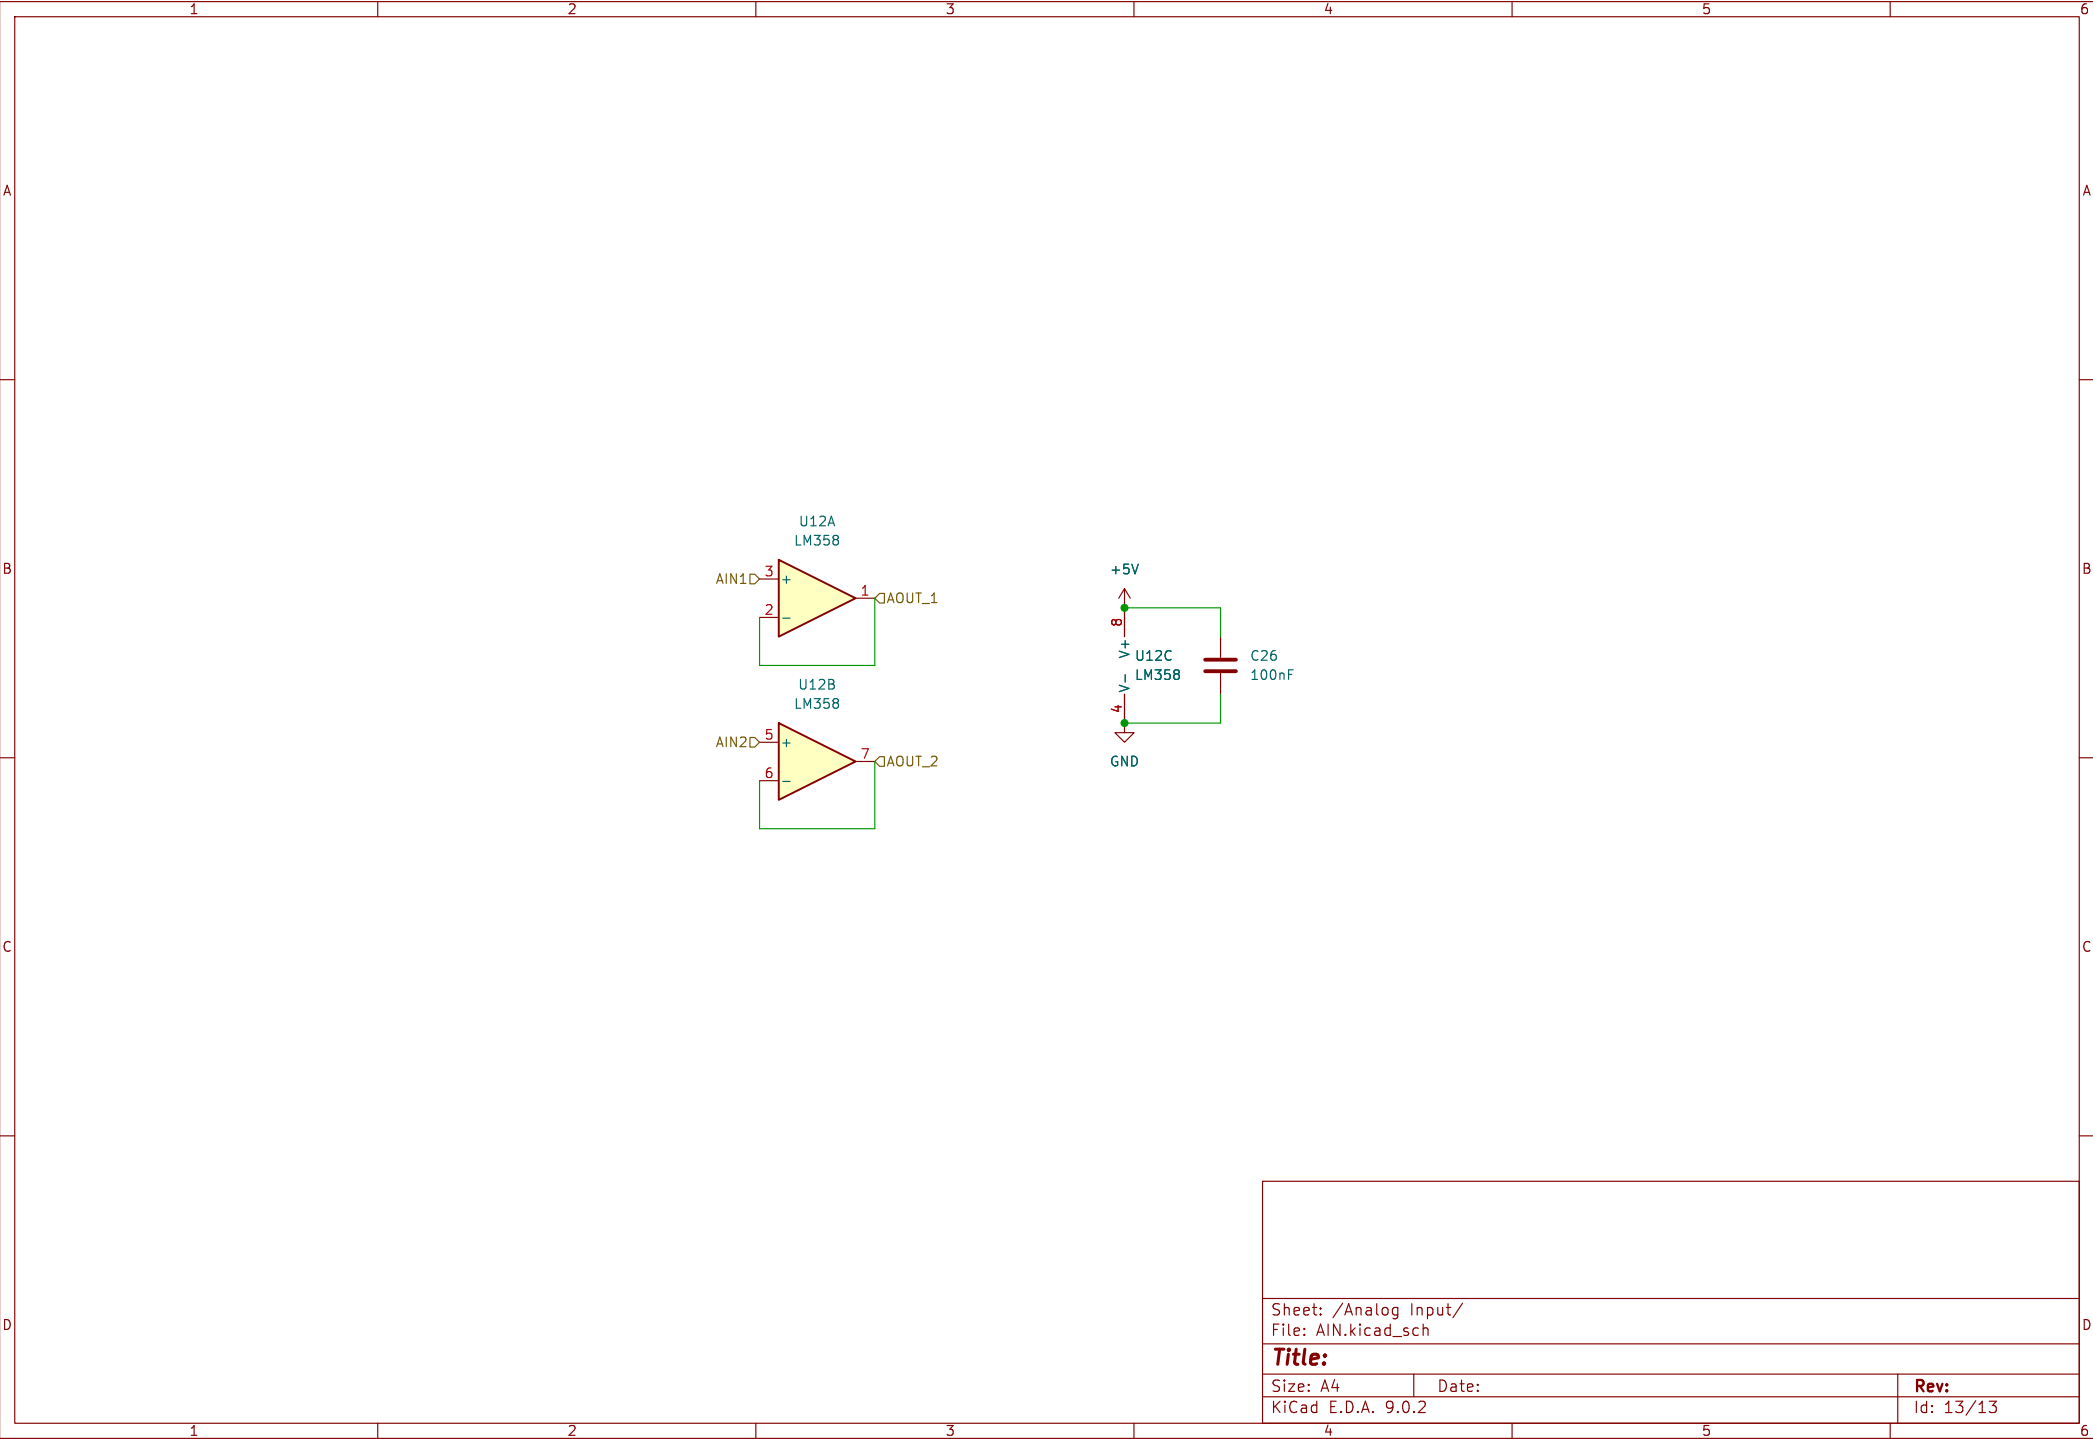 1 2 3 4 5 6
A A
U12A
LM358
AIN1 3 + 1 AOUT_1
2 −
B B
+5V
8
V+
U12C
LM358
V-
4
GND
C26
100nF
U12B
LM358
AIN2 5 + 7 AOUT_2
6 −
C C
Sheet: /Analog Input/
File: AIN.kicad_sch
D D
Title:
Size: A4 Date: Rev:
KiCad E.D.A. 9.0.2 Id: 13/13
1 2 3 4 5 6